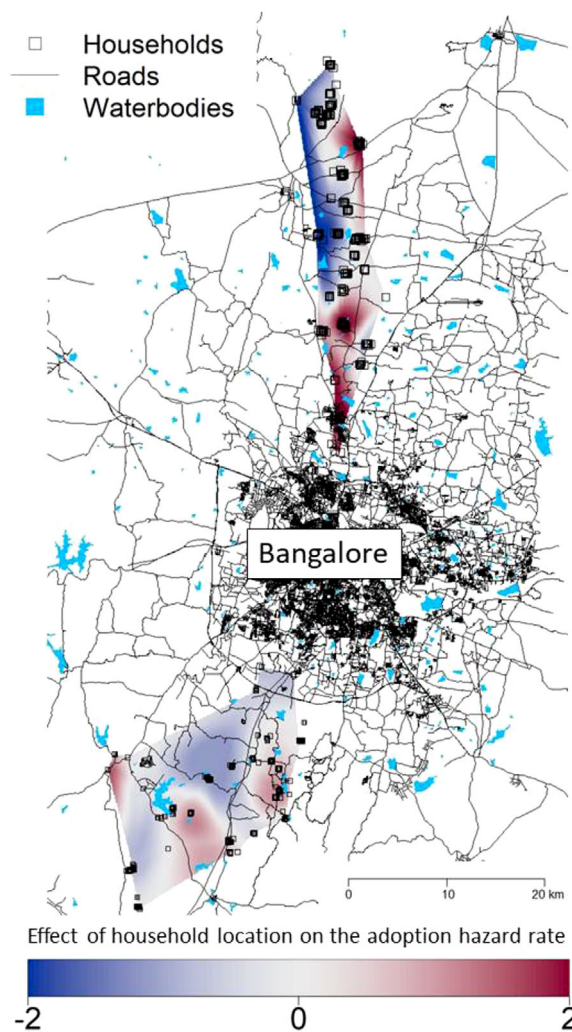 Households
Roads
Waterbodies
Bangalore
0 10 20 km
Effect of household location on the adoption hazard rate
-2 0 2